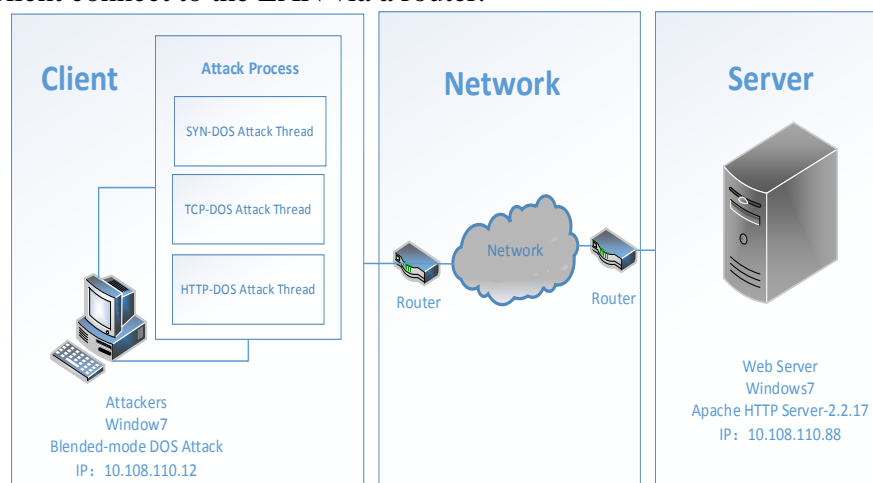 Client
Attack Process
SYN-DOS Attack Thread
TCP-DOS Attack Thread
HTTP-DOS Attack Thread
Attackers
Window7
Blended-mode DOS Attack
IP：10.108.110.12
Network
Network
Router
Router
Server
Web Server
Windows7
Apache HTTP Server-2.2.17
IP：10.108.110.88